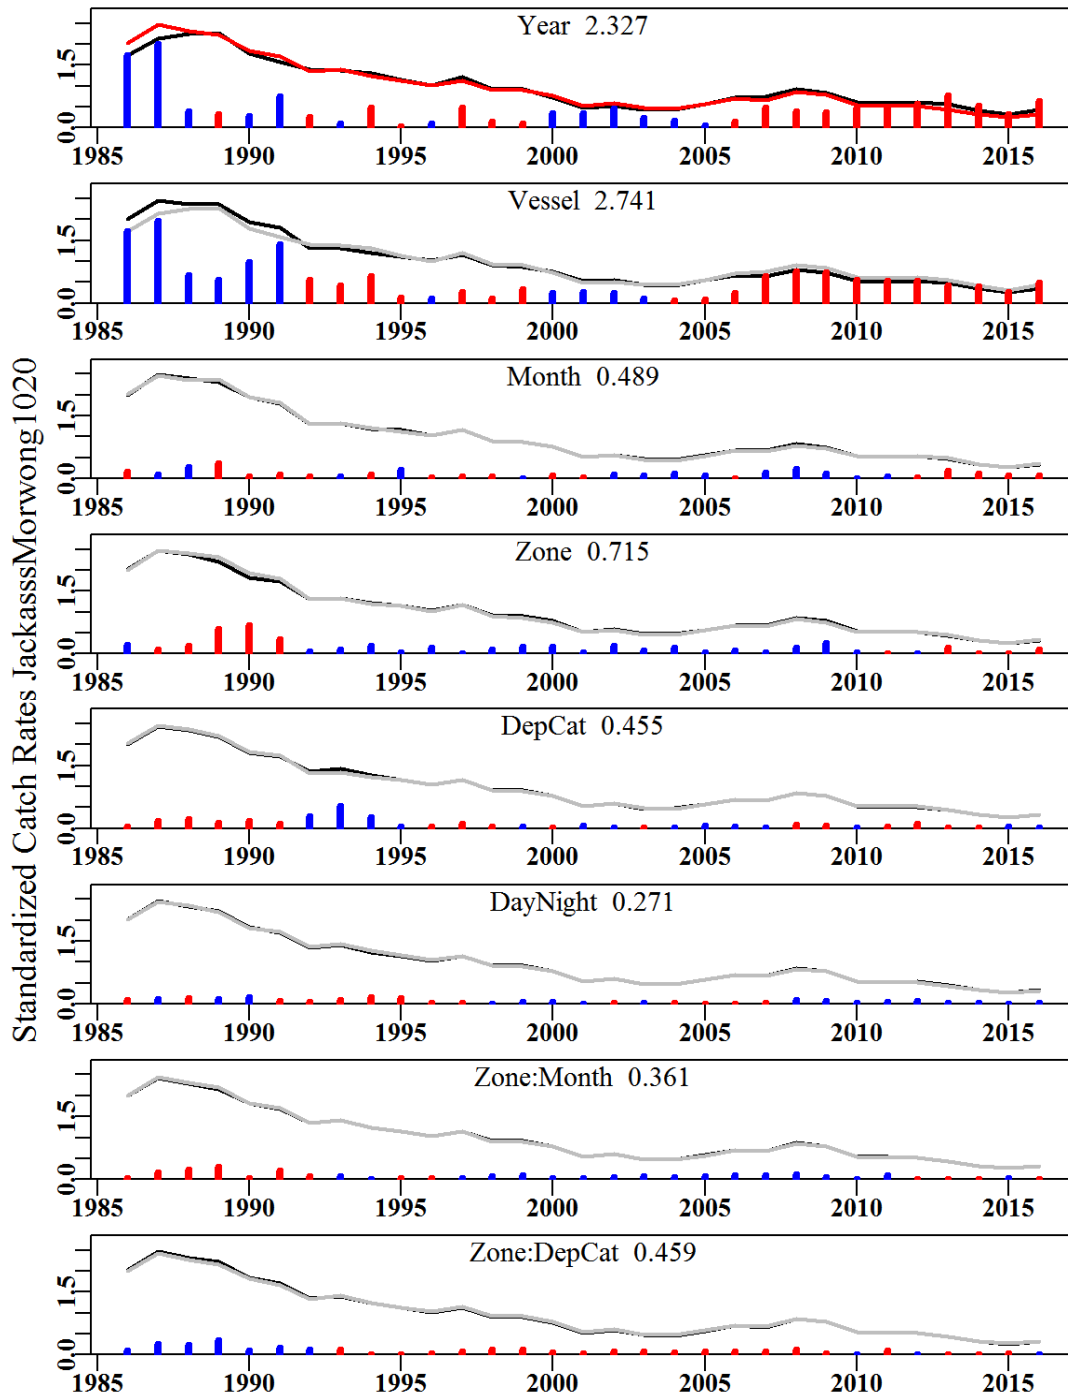 Standardized Catch Rates JackasssMorwong1020
Year 2.327
0.0 1.5
1985 1990 1995 2000 2005 2010 2015
Vessel 2.741
0.0 1.5
1985 1990 1995 2000 2005 2010 2015
Month 0.489
0.0 1.5
1985 1990 1995 2000 2005 2010 2015
Zone 0.715
0.0 1.5
1985 1990 1995 2000 2005 2010 2015
DepCat 0.455
0.0 1.5
1985 1990 1995 2000 2005 2010 2015
DayNight 0.271
0.0 1.5
1985 1990 1995 2000 2005 2010 2015
Zone:Month 0.361
0.0 1.5
1985 1990 1995 2000 2005 2010 2015
Zone:DepCat 0.459
0.0 1.5
1985 1990 1995 2000 2005 2010 2015